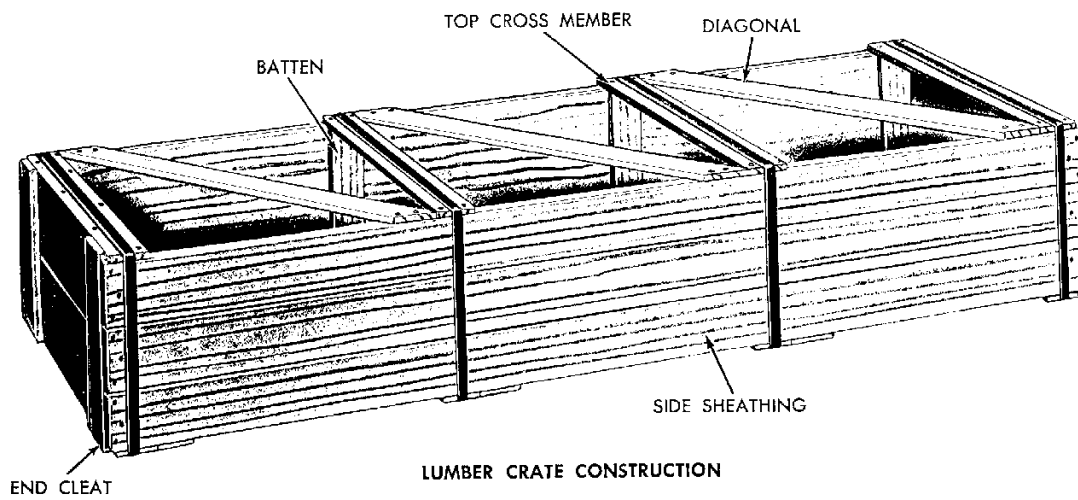 TOP CROSS MEMBER
DIAGONAL
BATTEN
SIDE SHEATHING
LUMBER CRATE CONSTRUCTION
END CLEAT